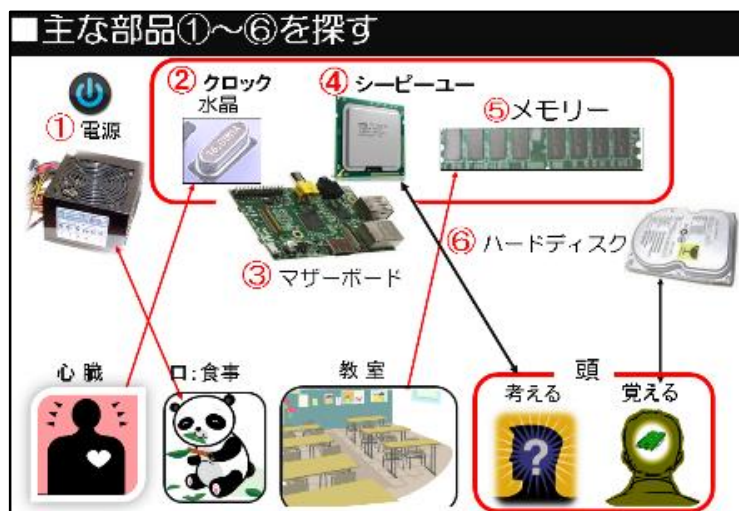 ■主な部品①～⑥を探す
② クロック
水晶
④ シーピーユー
⑤メモリー
① 電源
③ マザーボード
⑥ ハードディスク
心臓
口:食事
教室
頭
考える
覚える
?